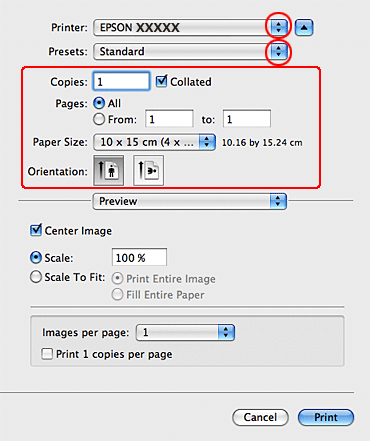 Printer: EPSON XXXXX
Presets: Standard
Copies: 1 Collated
Pages: All
From: 1 to: 1
Paper Size: 10 x 15 cm (4 x ... 10.16 by 15.24 cm
Orientation:
Preview
Center Image
Scale: 100 %
Scale To Fit: Print Entire Image
Fill Entire Paper
Images per page: 1
Print 1 copies per page
Cancel Print